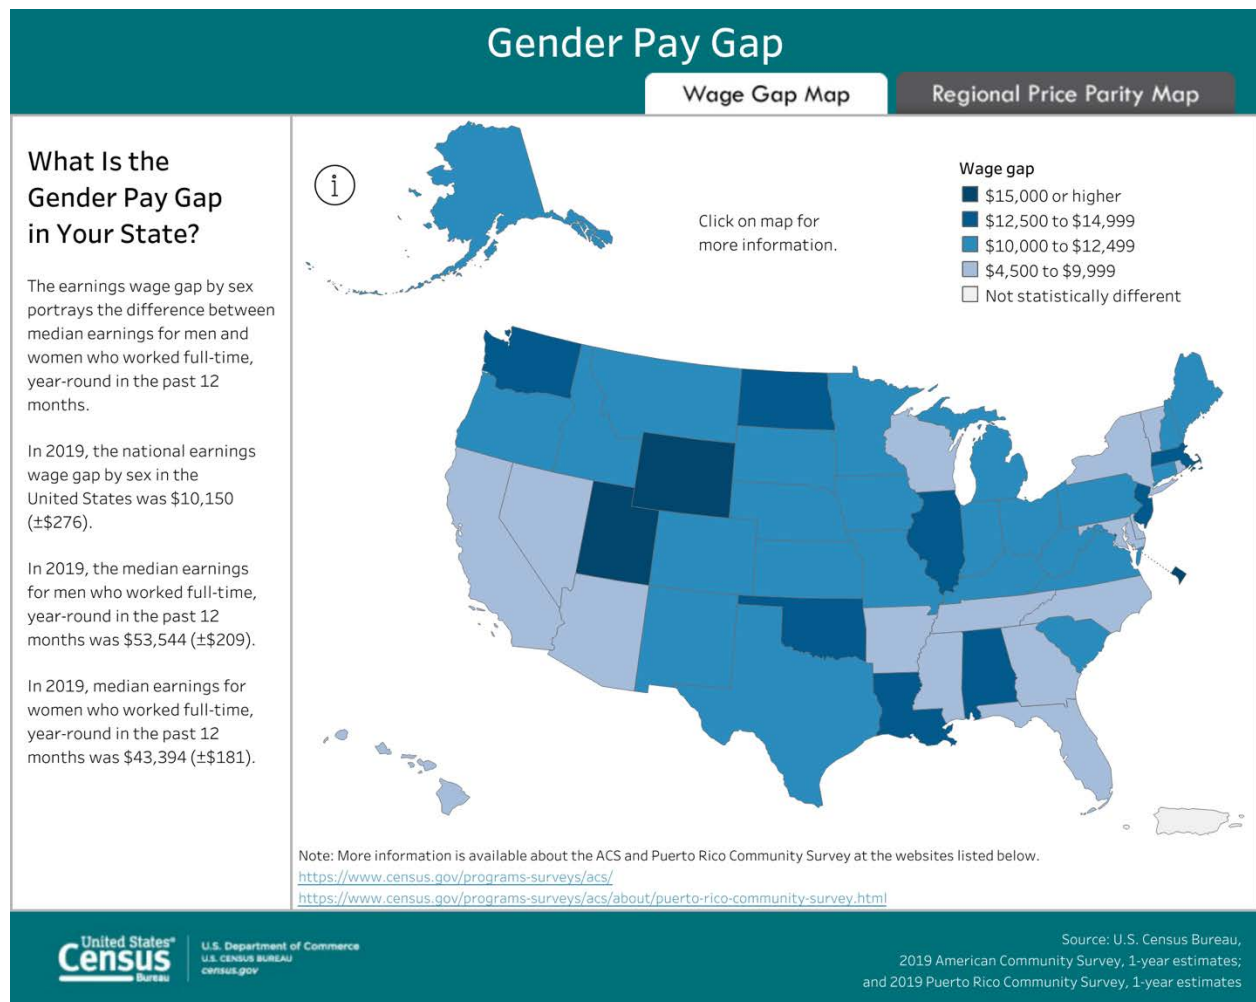 Gender Pay Gap
Wage Gap Map
Regional Price Parity Map
What Is the
Gender Pay Gap
in Your State?
The earnings wage gap by sex
portrays the difference between
median earnings for men and
women who worked full-time,
year-round in the past 12
months.
In 2019, the national earnings
wage gap by sex in the
United States was $10,150
(±$276).
In 2019, the median earnings
for men who worked full-time,
year-round in the past 12
months was $53,544 (±$209).
In 2019, median earnings for
women who worked full-time,
year-round in the past 12
months was $43,394 (±$181).
i
Click on map for
more information.
Wage gap
$15,000 or higher
$12,500 to $14,999
$10,000 to $12,499
$4,500 to $9,999
Not statistically different
Note: More information is available about the ACS and Puerto Rico Community Survey at the websites listed below.
https://www.census.gov/programs-surveys/acs/
https://www.census.gov/programs-surveys/acs/about/puerto-rico-community-survey.html
United States®
Census
Bureau
U.S. Department of Commerce
U.S. CENSUS BUREAU
census.gov
Source: U.S. Census Bureau,
2019 American Community Survey, 1-year estimates;
and 2019 Puerto Rico Community Survey, 1-year estimates